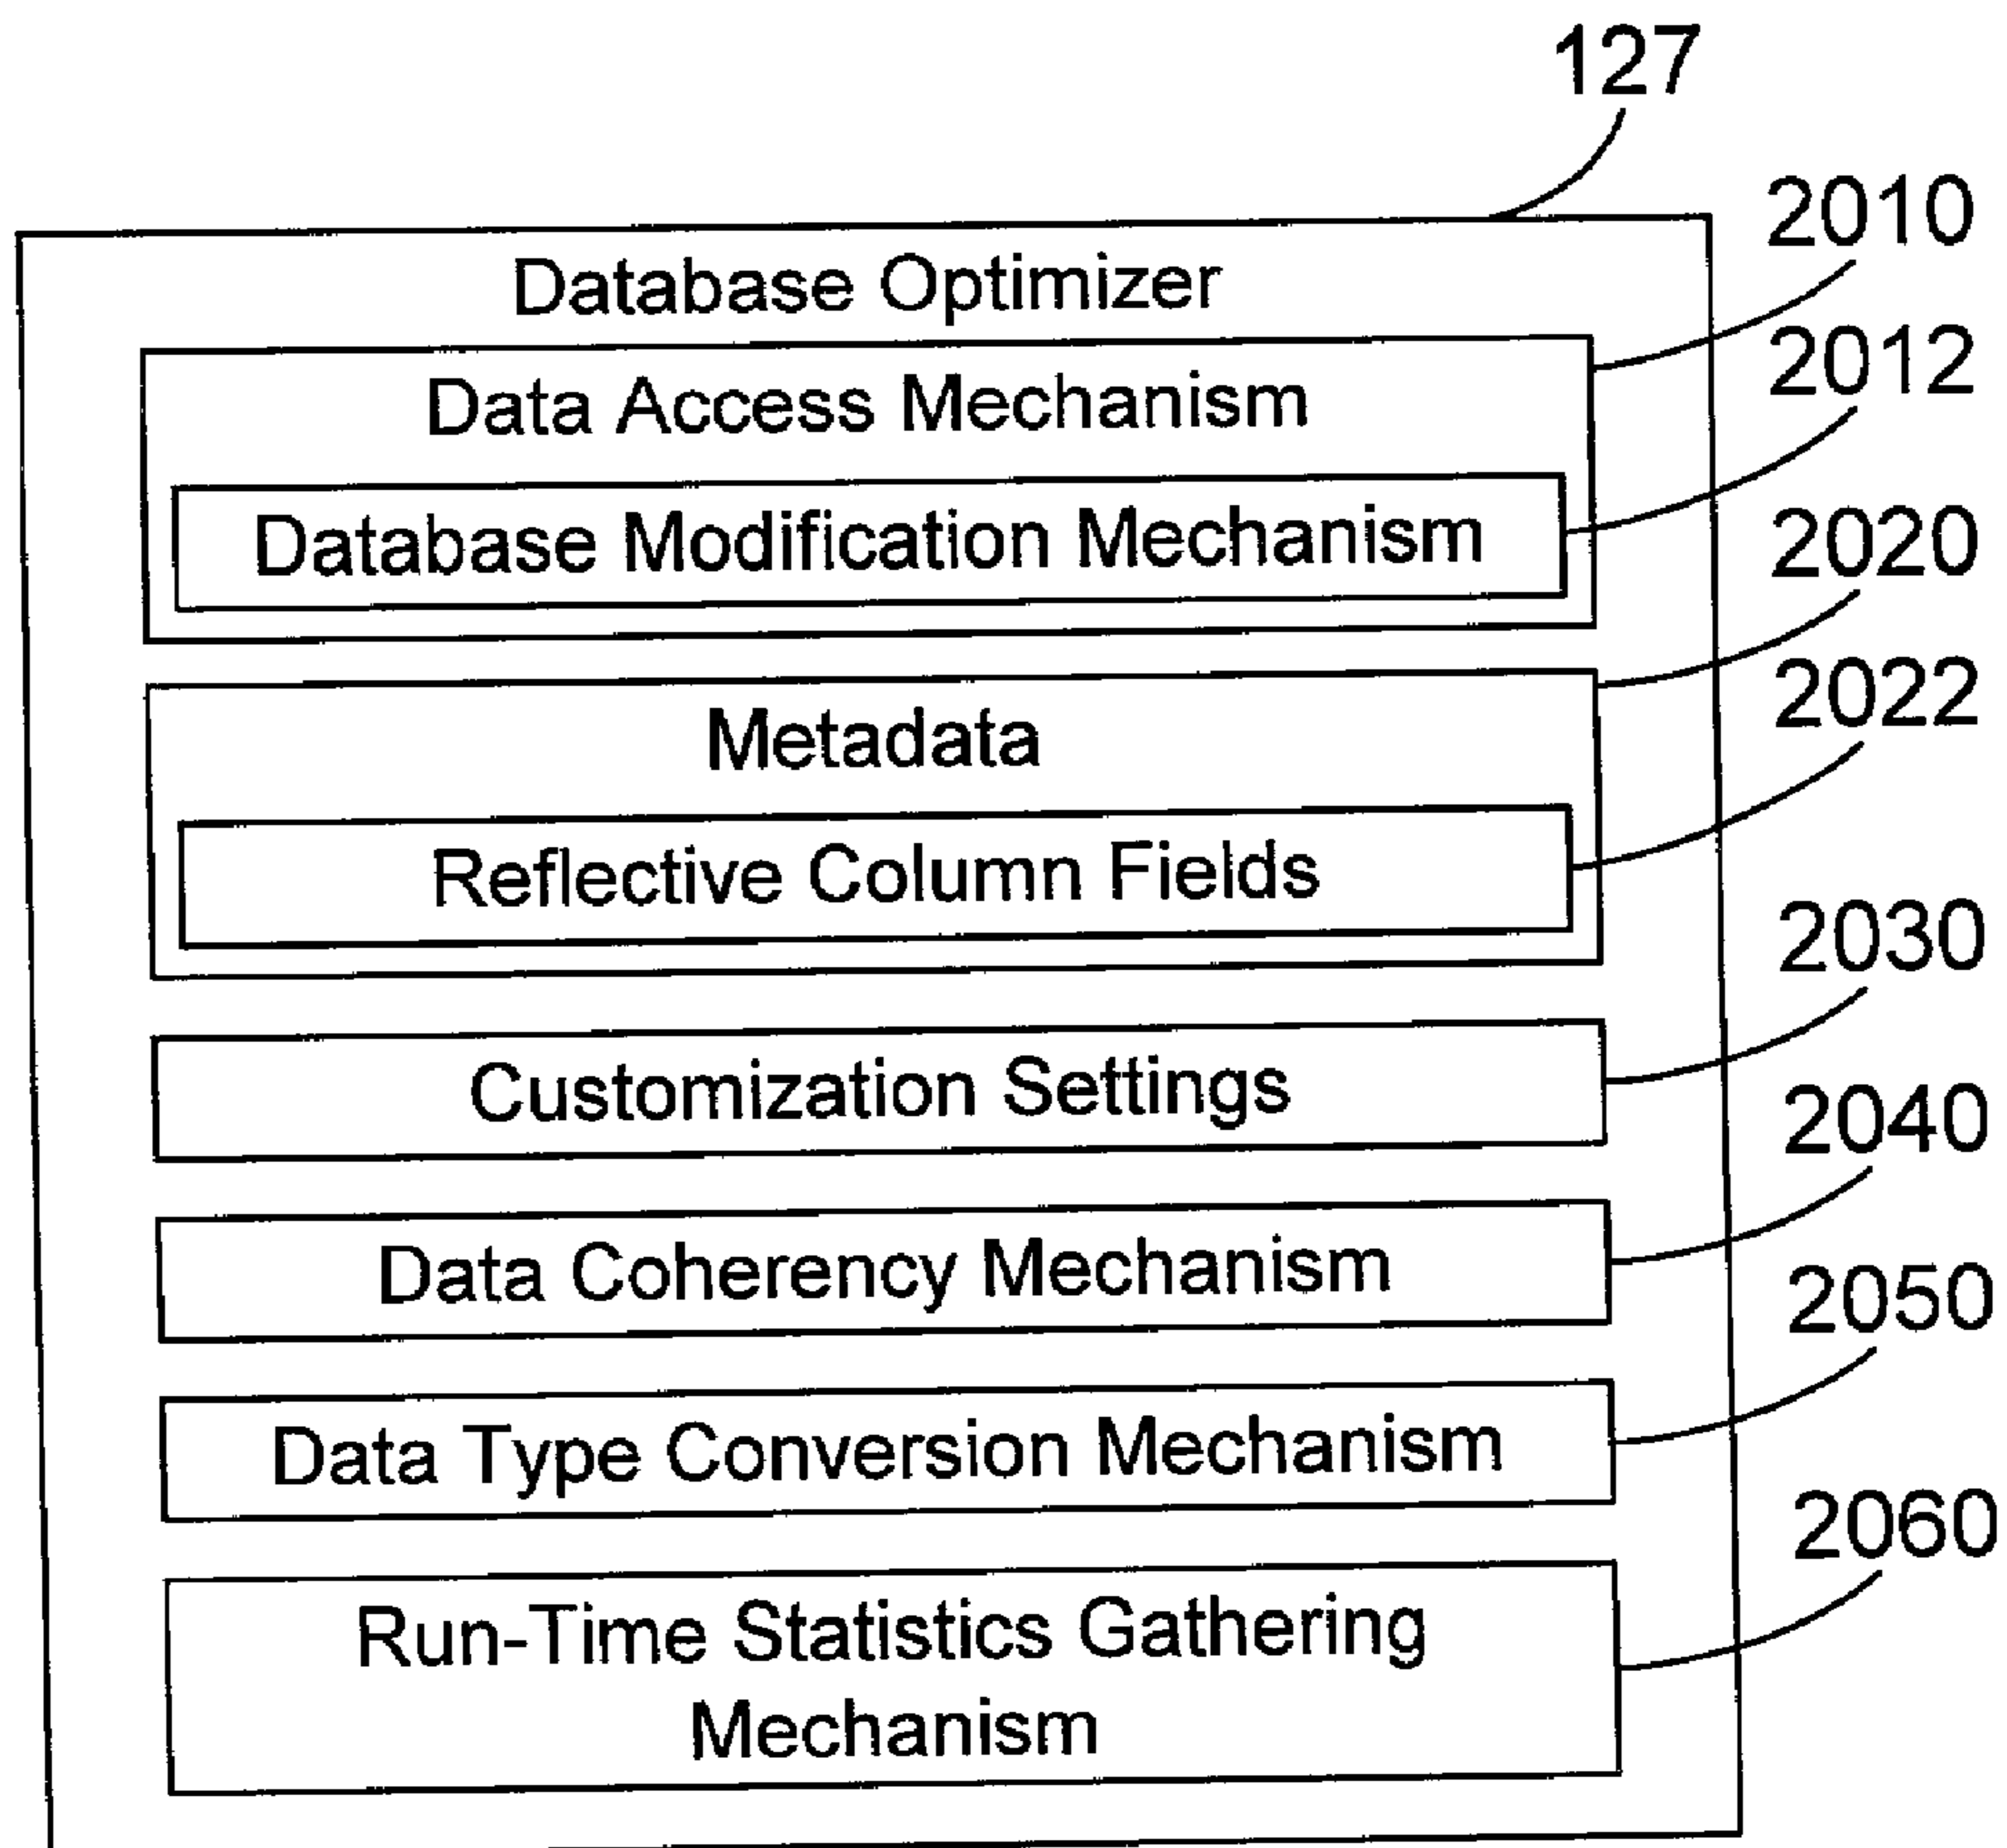 127
Database Optimizer
2010
Data Access Mechanism
2012
Database Modification Mechanism
2020
Metadata
2022
Reflective Column Fields
2030
Customization Settings
2040
Data Coherency Mechanism
2050
Data Type Conversion Mechanism
2060
Run-Time Statistics Gathering
Mechanism